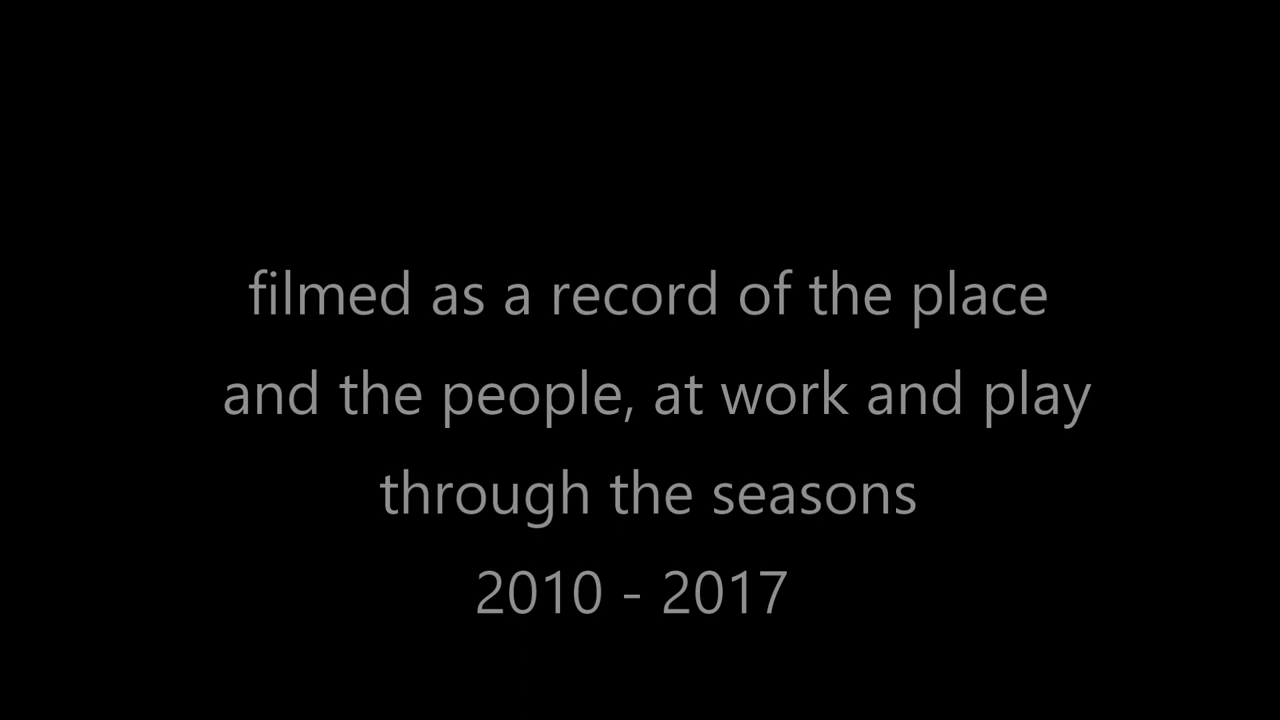 filmed as a record of the place
and the people, at work and play
through the seasons
2010 - 2017